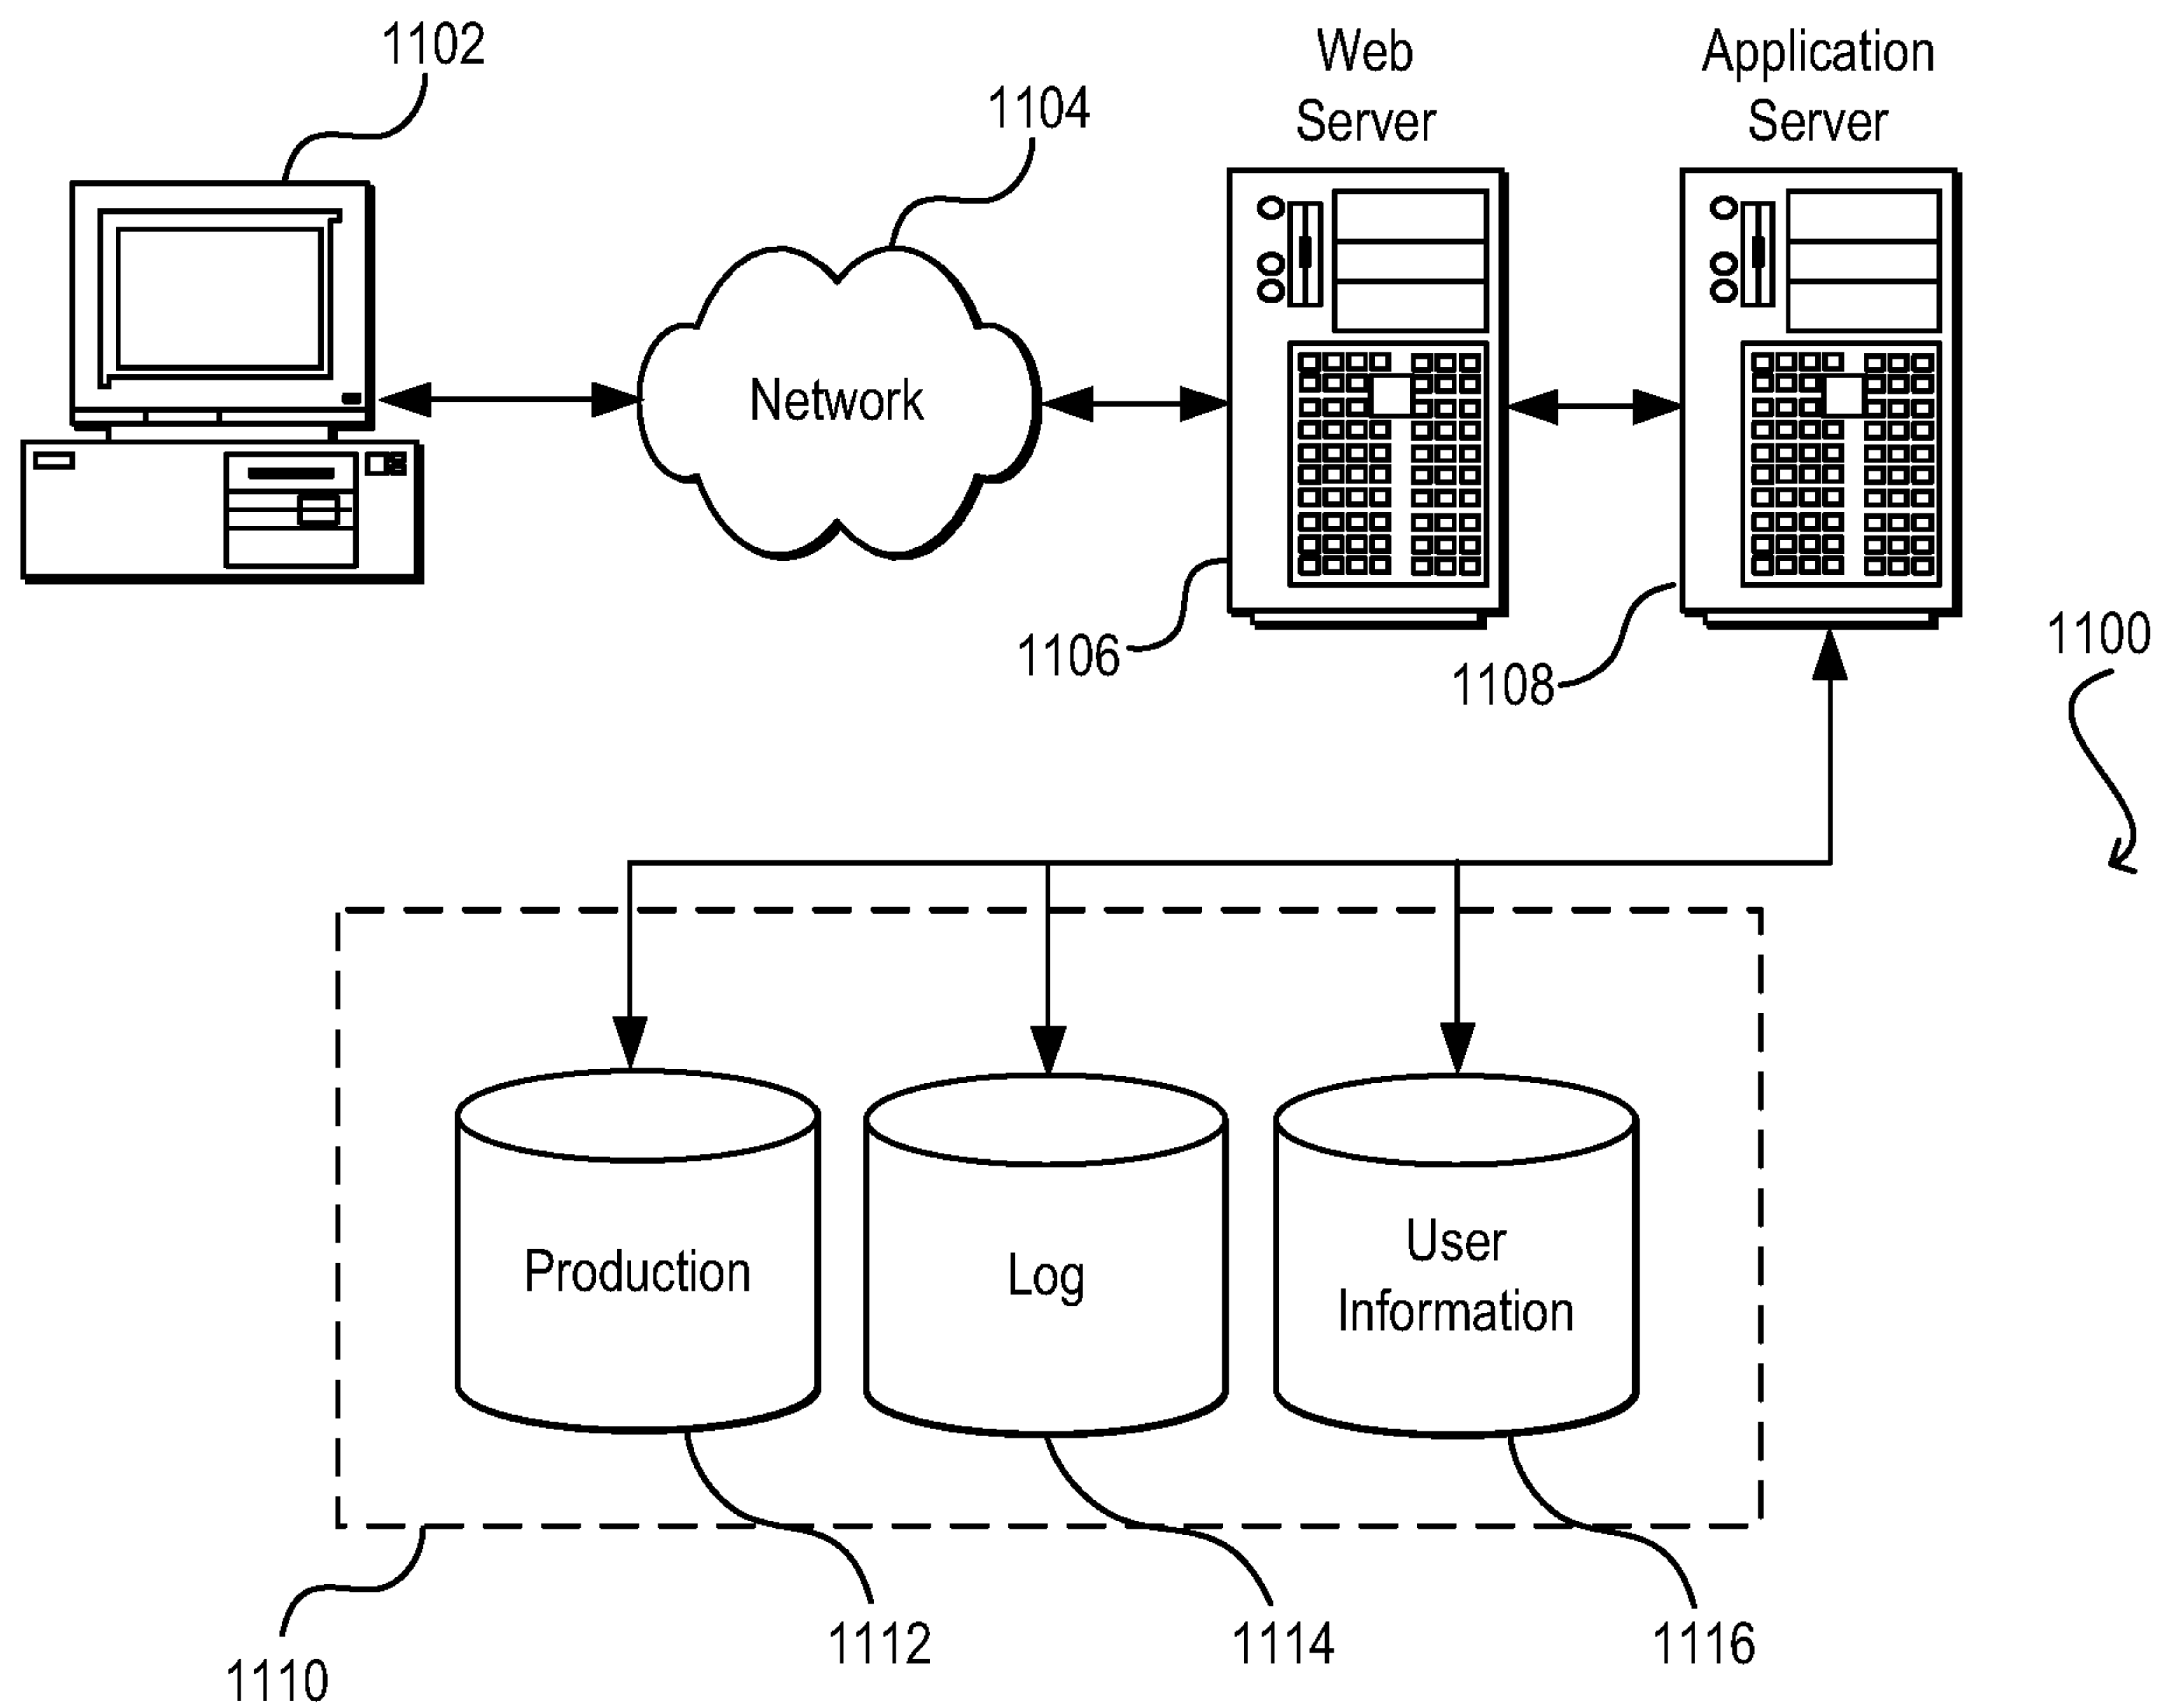 1102
1104
Web
Server
Application
Server
Network
1106
1108
1100
Production
Log
User
Information
1110
1112
1114
1116